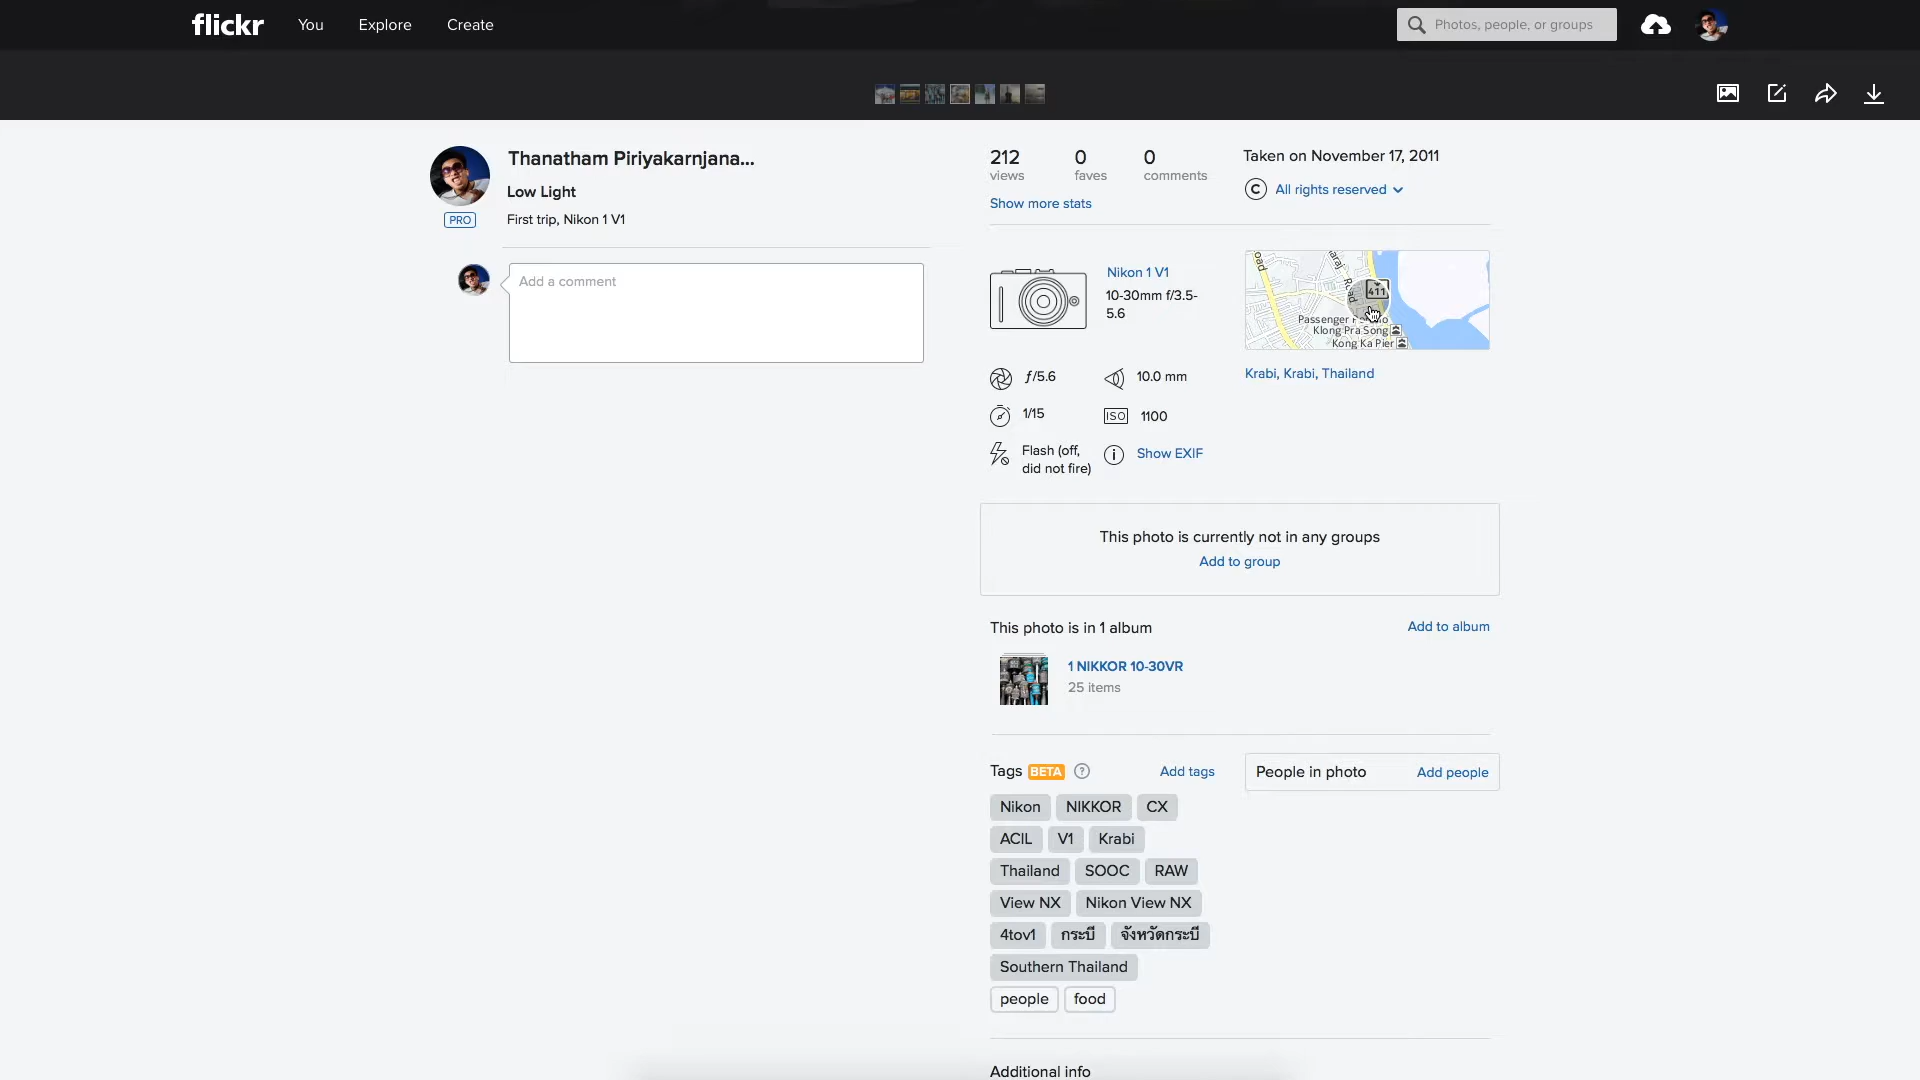 flickr You Explore Create Photos, people, or groups
Thanatham Piriyakarnjana...
PRO
Low Light
First trip, Nikon 1 V1
Add a comment
212 0 0
views faves comments
Show more stats
Taken on November 17, 2011
All rights reserved
Nikon 1 V1
10-30mm f/3.5-
5.6
ƒ/5.6 10.0 mm
1/15 ISO 1100
Flash (off,
did not fire)
Show EXIF
Road
411
Klong Pra Song
Kong Ka Pier
Krabi, Krabi, Thailand
This photo is currently not in any groups
Add to group
This photo is in 1 album Add to album
1 NIKKOR 10-30VR
25 items
Tags BETA ? Add tags
Nikon NIKKOR CX
ACIL V1 Krabi
Thailand SOOC RAW
View NX Nikon View NX
4tov1 กระบี่ จังหวัดกระบี่
Southern Thailand
people food
People in photo Add people
Additional info